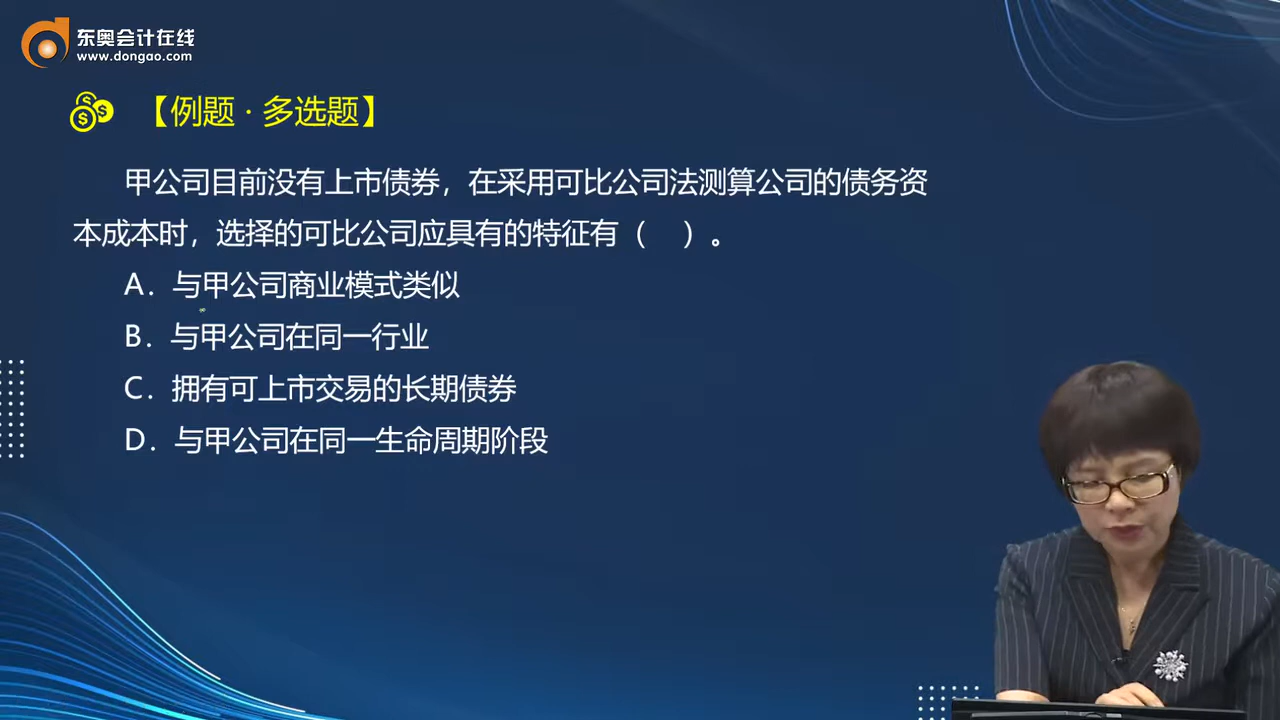 东奥会计在线
www.dongao.com
【例题·多选题】
甲公司目前没有上市债券，在采用可比公司法测算公司的债务资
本成本时，选择的可比公司应具有的特征有（ ）。
A．与甲公司商业模式类似
B．与甲公司在同一行业
C．拥有可上市交易的长期债券
D．与甲公司在同一生命周期阶段